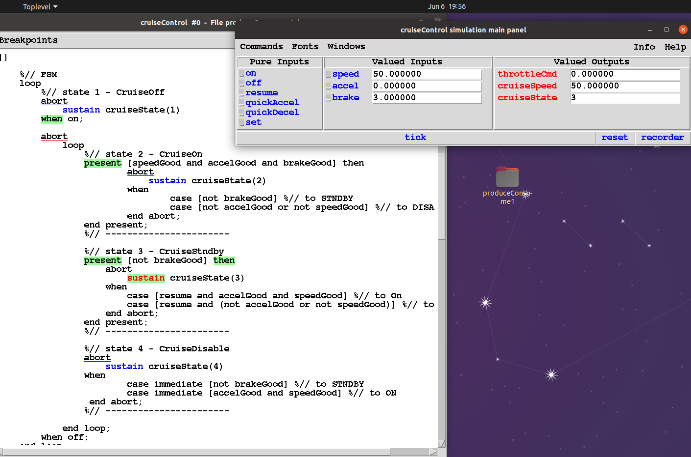 Toplevel
Jun 6 19:56
cruiseControl #0 - File pro
Breakpoints
cruiseControl simulation main panel
Commands Fonts Windows Info Help
Pure Inputs Valued Inputs Valued Outputs
on
off
resume
quickAccel
quickDecel
set
speed 50.000000
accel 0.000000
brake 3.000000
throttleCmd 0.000000
cruiseSpeed 50.000000
cruiseState 3
tick reset recorder
%// FSM
loop
%// state 1 - CruiseOff
abort
sustain cruiseState(1)
when on;
abort
loop
%// state 2 - CruiseOn
present [speedGood and accelGood and brakeGood] then
abort
sustain cruiseState(2)
when
case [not brakeGood] %// to STNDBY
case [not accelGood or not speedGood] %// to DISA
end abort;
end present;
%// -----------------------
%// state 3 - CruiseStndby
present [not brakeGood] then
abort
sustain cruiseState(3)
when
case [resume and accelGood and speedGood] %// to On
case [resume and (not accelGood or not speedGood)] %// to
end abort;
end present;
%// -----------------------
%// state 4 - CruiseDisable
abort
sustain cruiseState(4)
when
case immediate [not brakeGood] %// to STNDBY
case immediate [accelGood and speedGood] %// to ON
end abort;
%// -----------------------
end loop;
when off;
end loop